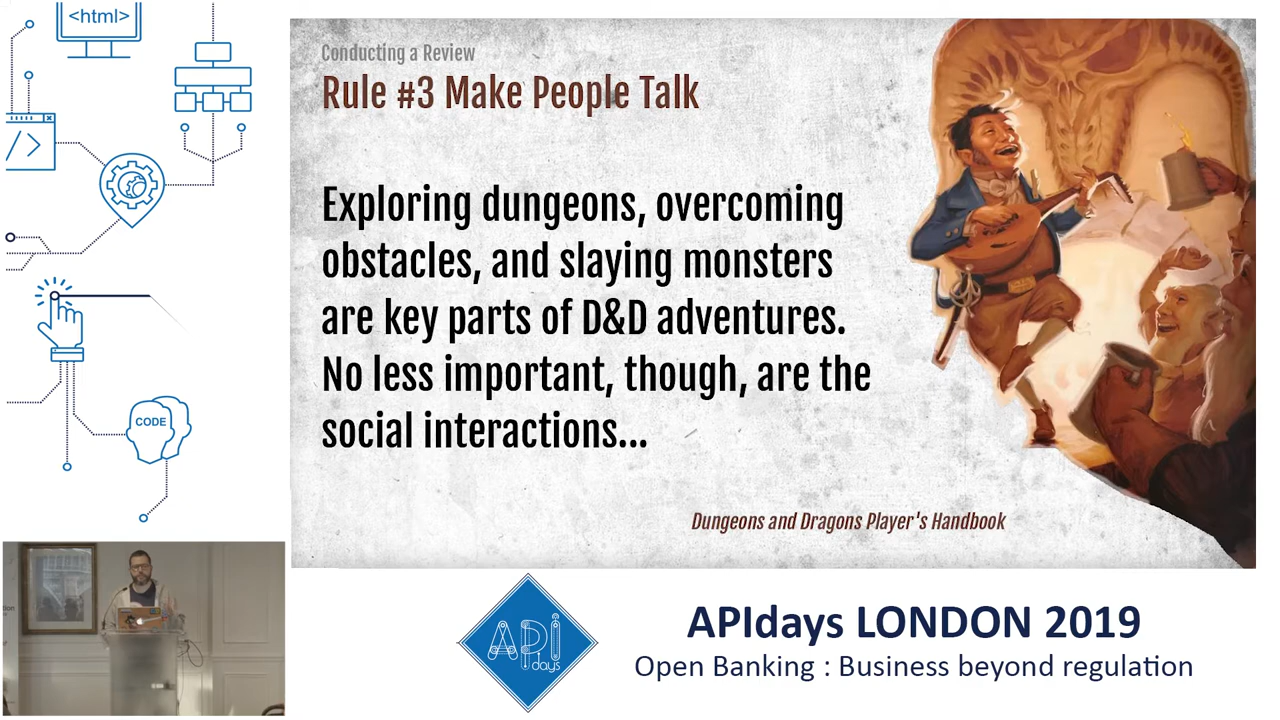 <html>
</>
CODE
Conducting a Review
Rule #3 Make People Talk
Exploring dungeons, overcoming
obstacles, and slaying monsters
are key parts of D&D adventures.
No less important, though, are the
social interactions...
Dungeons and Dragons Player's Handbook
API
days
APIdays LONDON 2019
Open Banking : Business beyond regulation